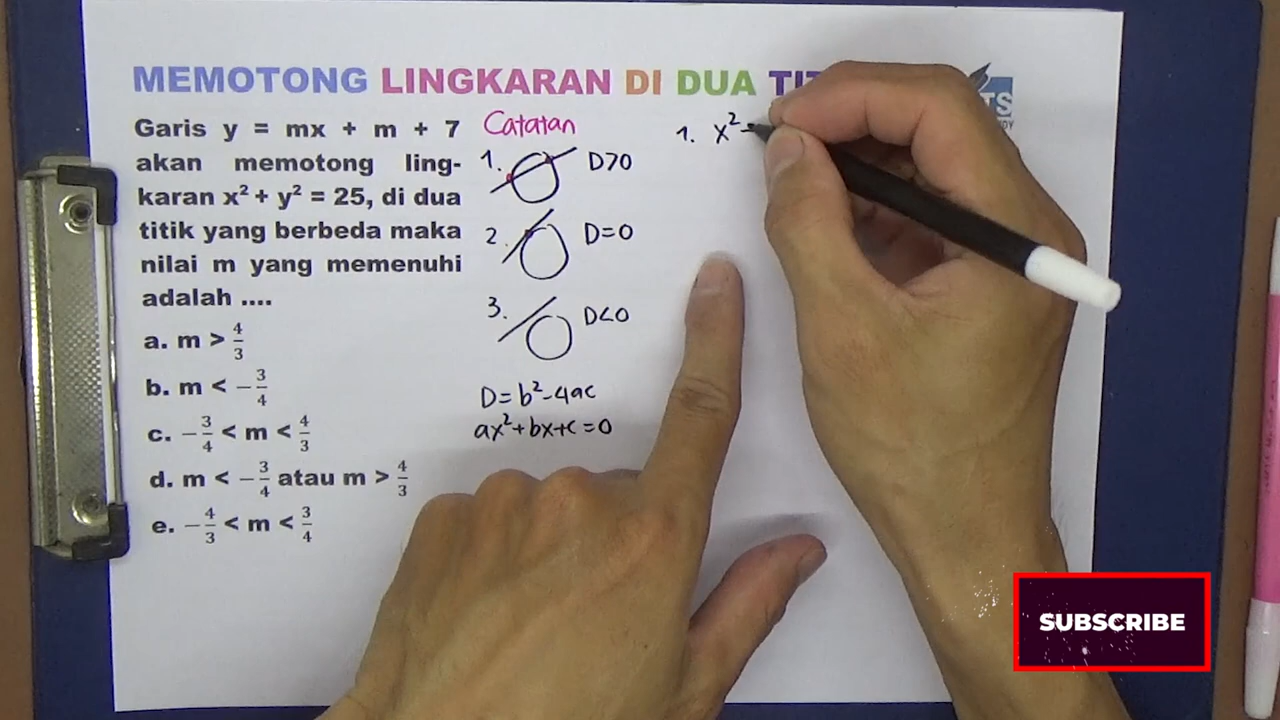 MEMOTONG LINGKARAN DI DUA
Garis y = mx + m + 7
akan memotong ling-
karan x² + y² = 25, di dua
titik yang berbeda maka
nilai m yang memenuhi
adalah ....
a. m > 4/3
b. m < −3/4
c. −3/4 < m < 4/3
d. m < −3/4 atau m > 4/3
e. −4/3 < m < 3/4
Catatan
1. D>0
2. D=0
3. D<0
D=b²-4ac
ax²+bx+c=0
1. x²
SUBSCRIBE